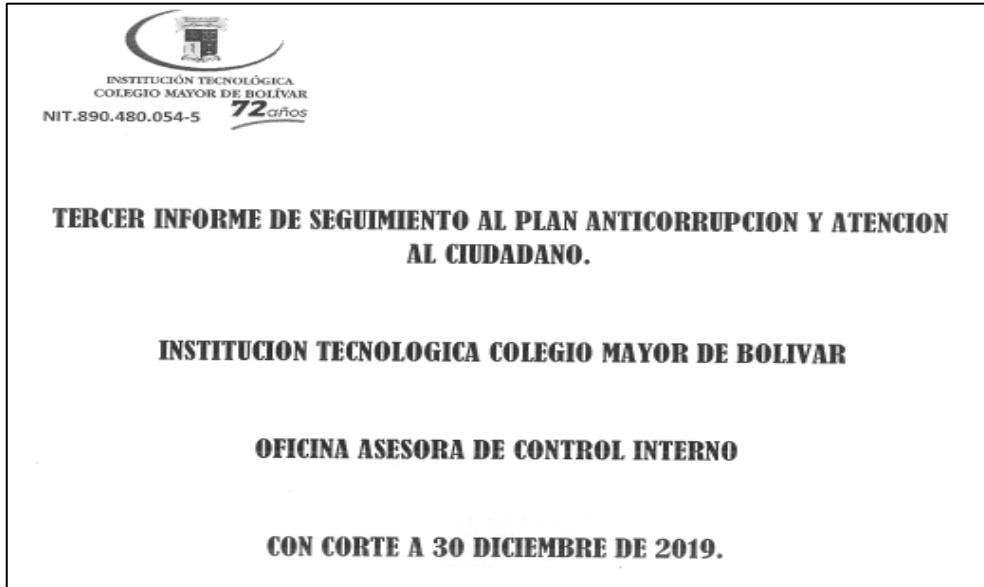 INSTITUCIÓN TECNOLÓGICA
COLEGIO MAYOR DE BOLÍVAR
72 años
NIT.890.480.054-5
TERCER INFORME DE SEGUIMIENTO AL PLAN ANTICORRUPCION Y ATENCION
AL CIUDADANO.
INSTITUCION TECNOLOGICA COLEGIO MAYOR DE BOLIVAR
OFICINA ASESORA DE CONTROL INTERNO
CON CORTE A 30 DICIEMBRE DE 2019.